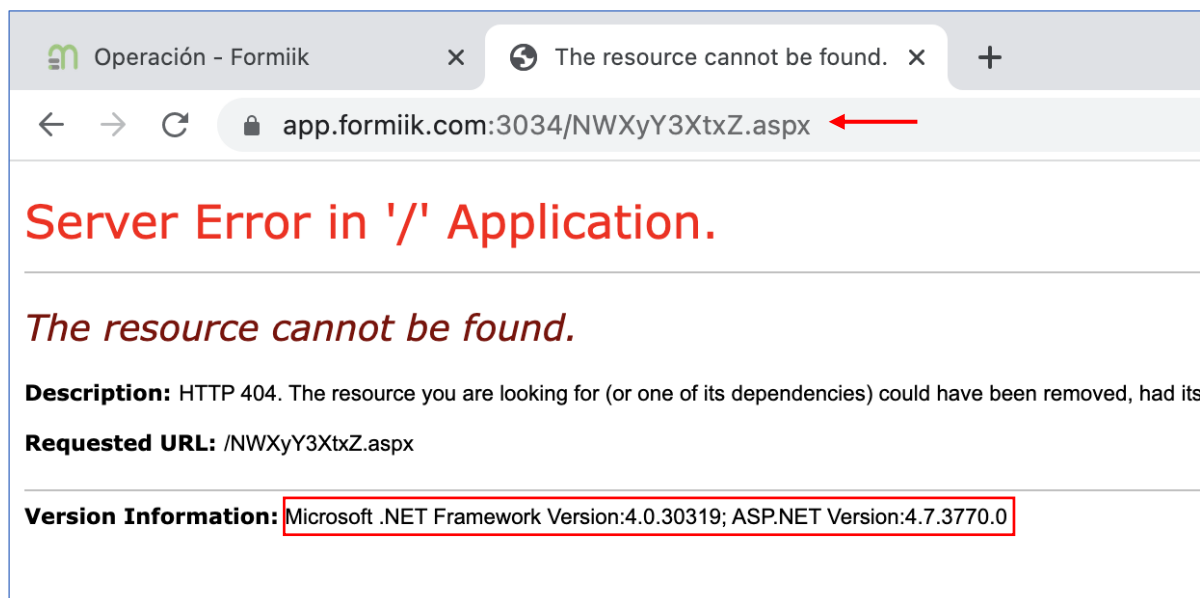 Operación - Formiik
The resource cannot be found.
app.formiik.com:3034/NWXyY3XtxZ.aspx
Server Error in '/' Application.
The resource cannot be found.
Description: HTTP 404. The resource you are looking for (or one of its dependencies) could have been removed, had its
Requested URL: /NWXyY3XtxZ.aspx
Version Information: Microsoft .NET Framework Version:4.0.30319; ASP.NET Version:4.7.3770.0